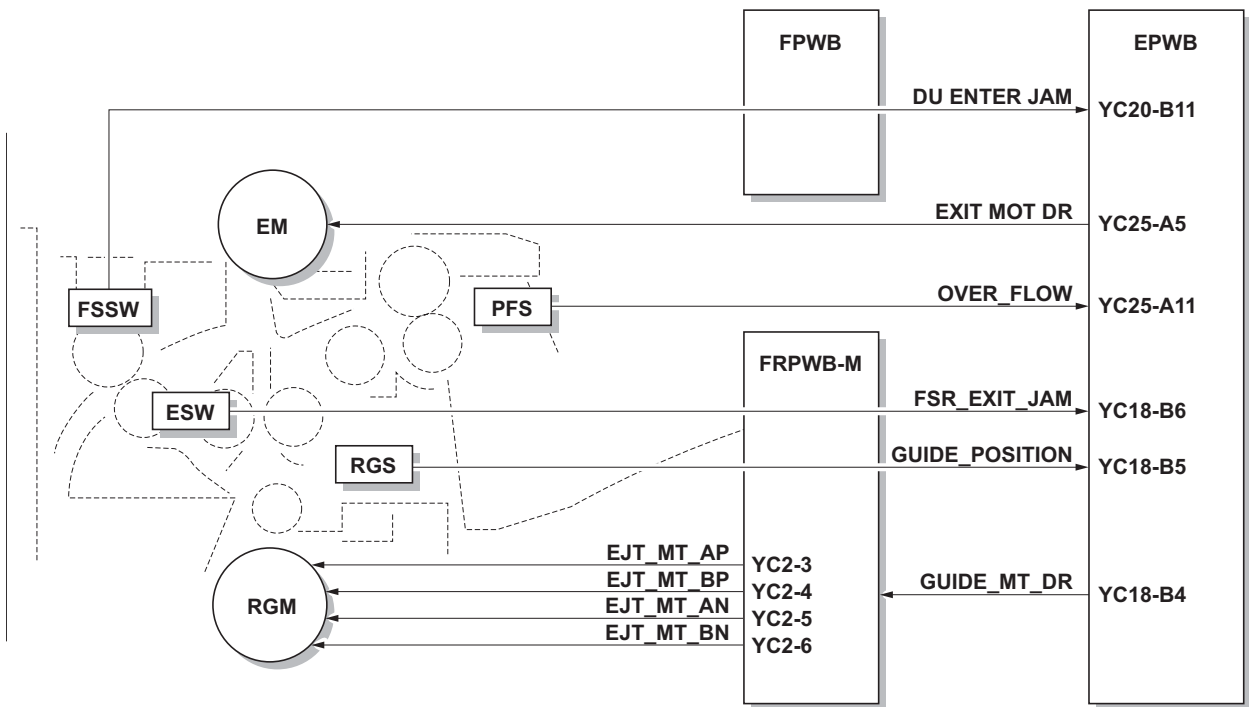 FPWB
EPWB
DU ENTER JAM
YC20-B11
EXIT MOT DR
YC25-A5
EM
OVER_FLOW
YC25-A11
FSSW
PFS
FRPWB-M
FSR_EXIT_JAM
YC18-B6
ESW
GUIDE_POSITION
YC18-B5
RGS
EJT_MT_AP
YC2-3
EJT_MT_BP
YC2-4
GUIDE_MT_DR
YC18-B4
RGM
EJT_MT_AN
YC2-5
EJT_MT_BN
YC2-6